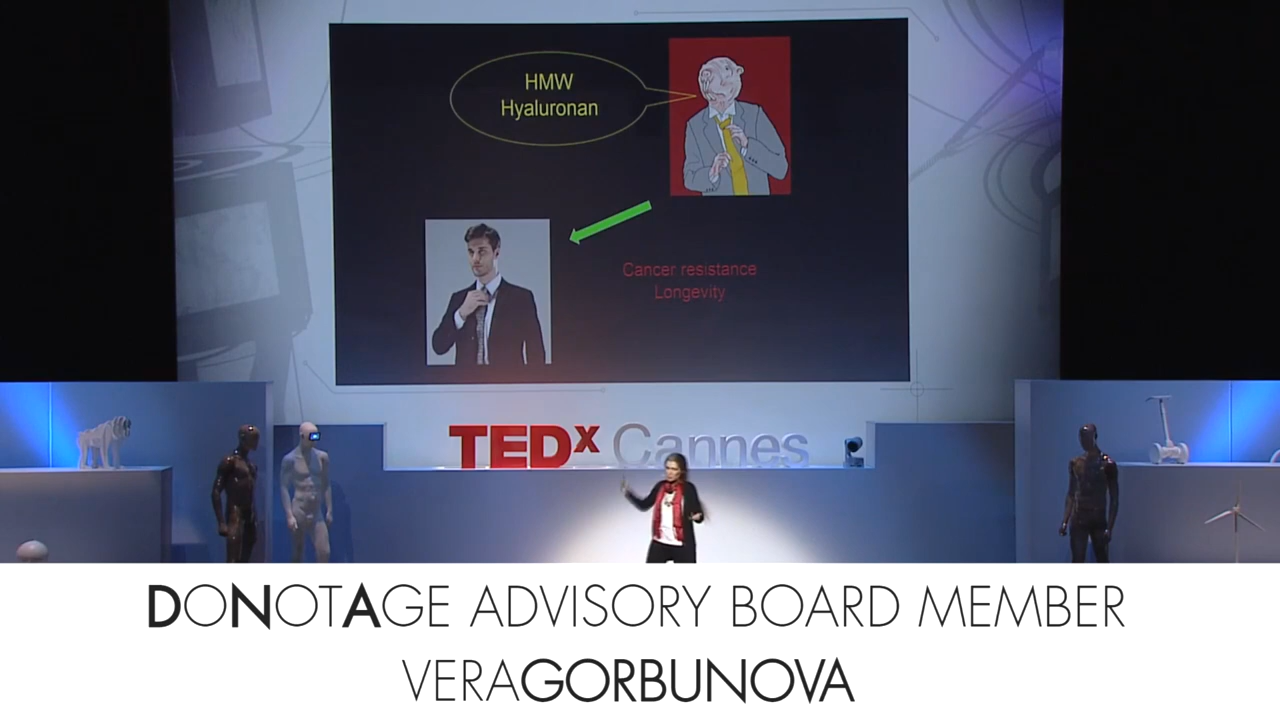 HMW
Hyaluronan
Cancer resistance
Longevity
TEDx Cannes
DONOTAGE ADVISORY BOARD MEMBER
VERAGORBUNOVA